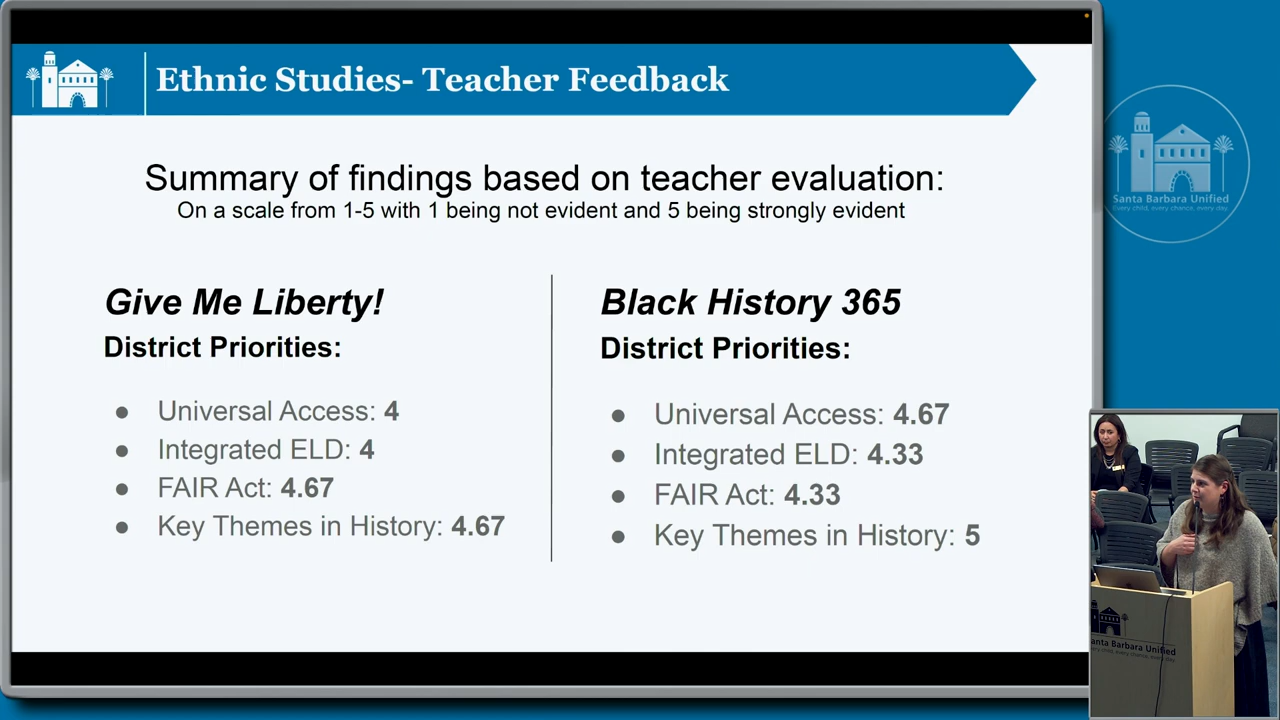 Ethnic Studies- Teacher Feedback
Summary of findings based on teacher evaluation:
On a scale from 1-5 with 1 being not evident and 5 being strongly evident
Give Me Liberty!
District Priorities:
● Universal Access: 4
● Integrated ELD: 4
● FAIR Act: 4.67
● Key Themes in History: 4.67
Black History 365
District Priorities:
● Universal Access: 4.67
● Integrated ELD: 4.33
● FAIR Act: 4.33
● Key Themes in History: 5
Santa Barbara Unified
Every child, every chance, every day.
Santa Barbara Unified